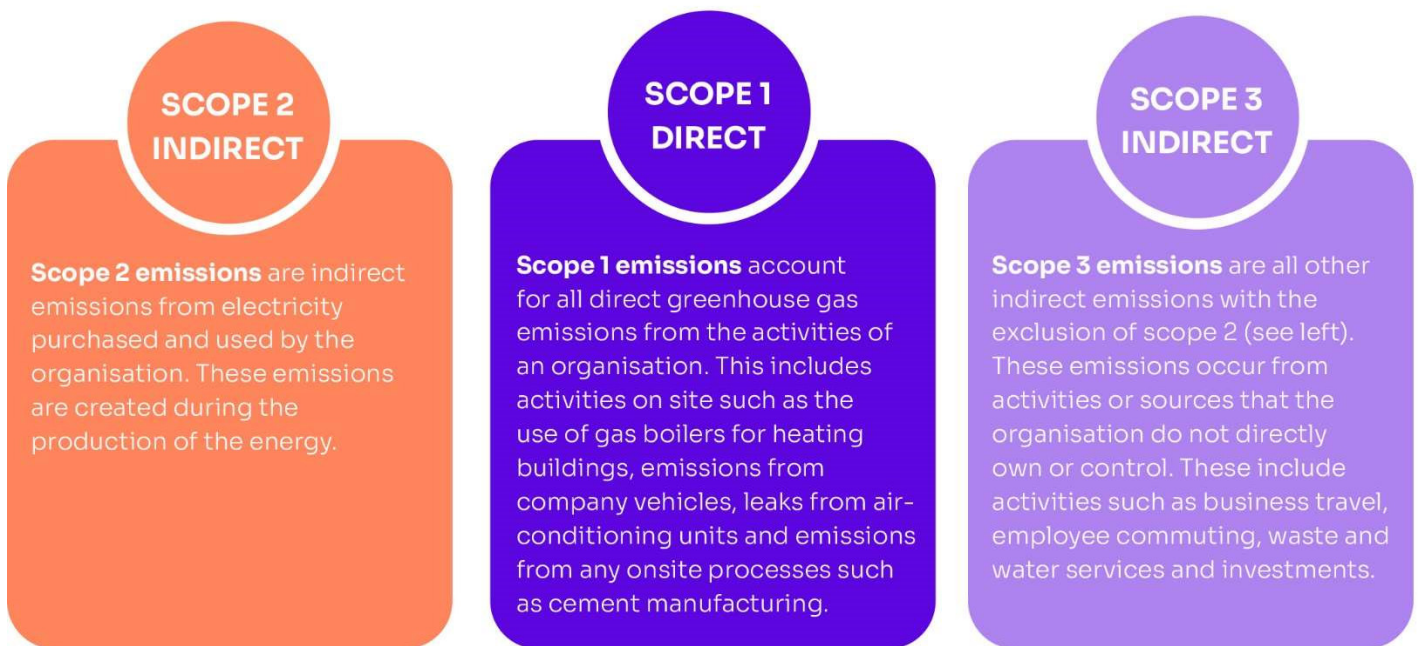 SCOPE 2
INDIRECT
Scope 2 emissions are indirect
emissions from electricity
purchased and used by the
organisation. These emissions
are created during the
production of the energy.
SCOPE 1
DIRECT
Scope 1 emissions account
for all direct greenhouse gas
emissions from the activities of
an organisation. This includes
activities on site such as the
use of gas boilers for heating
buildings, emissions from
company vehicles, leaks from air-
conditioning units and emissions
from any onsite processes such
as cement manufacturing.
SCOPE 3
INDIRECT
Scope 3 emissions are all other
indirect emissions with the
exclusion of scope 2 (see left).
These emissions occur from
activities or sources that the
organisation do not directly
own or control. These include
activities such as business travel,
employee commuting, waste and
water services and investments.